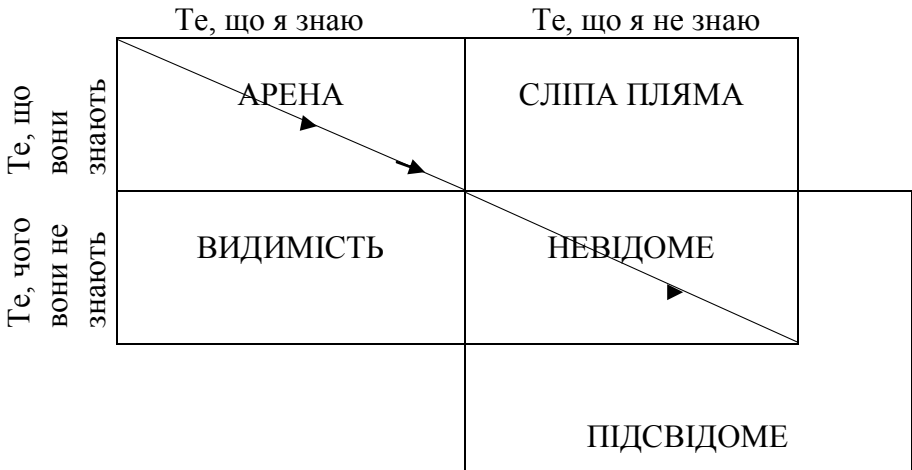 Те, що я знаю
Те, що я не знаю
Те, що
вони
знають
АРЕНА
СЛІПА ПЛЯМА
Те, чого
вони не
знають
ВИДИМІСТЬ
НЕВІДОМЕ
ПІДСВІДОМЕ